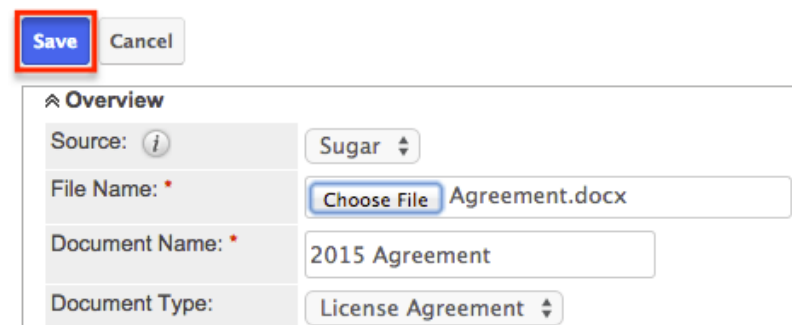 Save Cancel
Overview
Source: i Sugar
File Name: * Choose File Agreement.docx
Document Name: * 2015 Agreement
Document Type: License Agreement